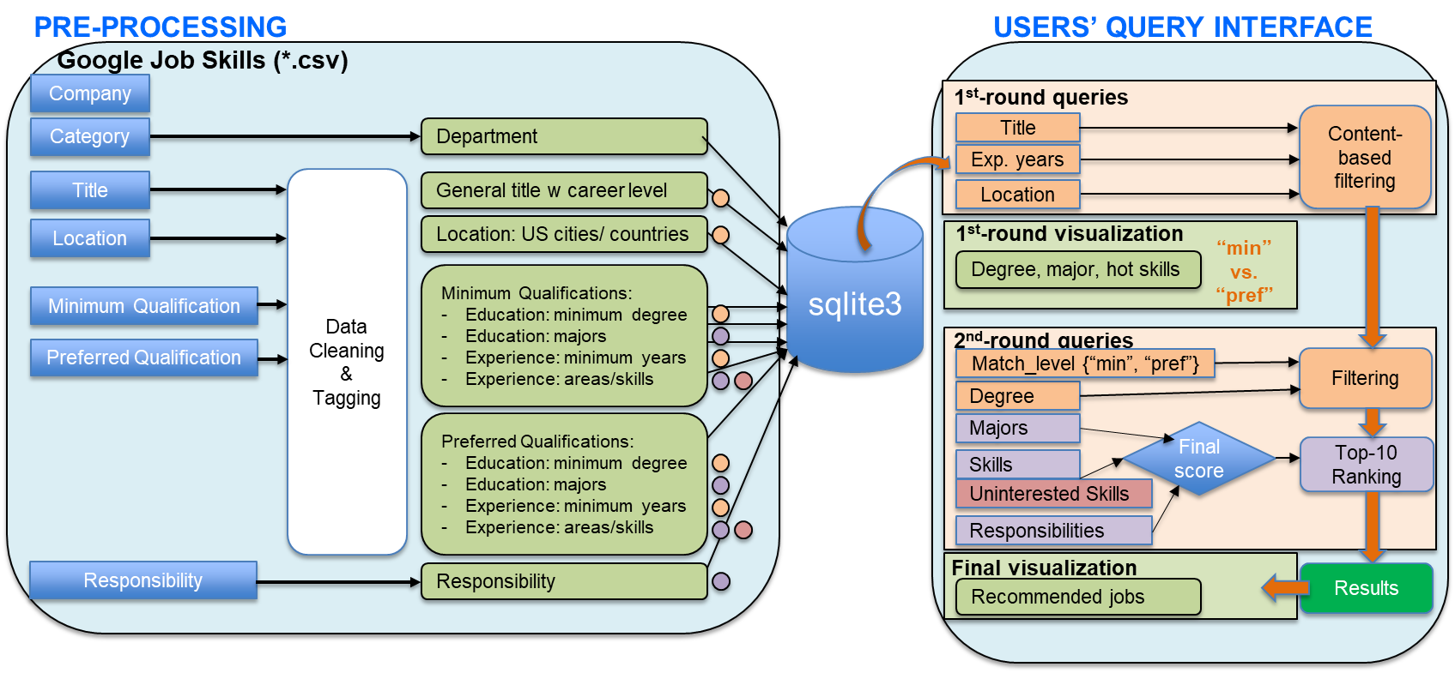 PRE-PROCESSING
Google Job Skills (*.csv)
Company
Category
Title
Location
Minimum Qualification
Preferred Qualification
Responsibility
Data
Cleaning
&
Tagging
Department
General title w career level
Location: US cities/ countries
Minimum Qualifications:
- Education: minimum degree
- Education: majors
- Experience: minimum years
- Experience: areas/skills
Preferred Qualifications:
- Education: minimum degree
- Education: majors
- Experience: minimum years
- Experience: areas/skills
Responsibility
sqlite3
USERS’ QUERY INTERFACE
1st-round queries
Title
Exp. years
Location
Content-
based
filtering
1st-round visualization
Degree, major, hot skills
“min”
vs.
“pref”
2nd-round queries
Match_level {“min”, “pref”}
Degree
Majors
Skills
Uninterested Skills
Responsibilities
Final
score
Filtering
Top-10
Ranking
Final visualization
Recommended jobs
Results